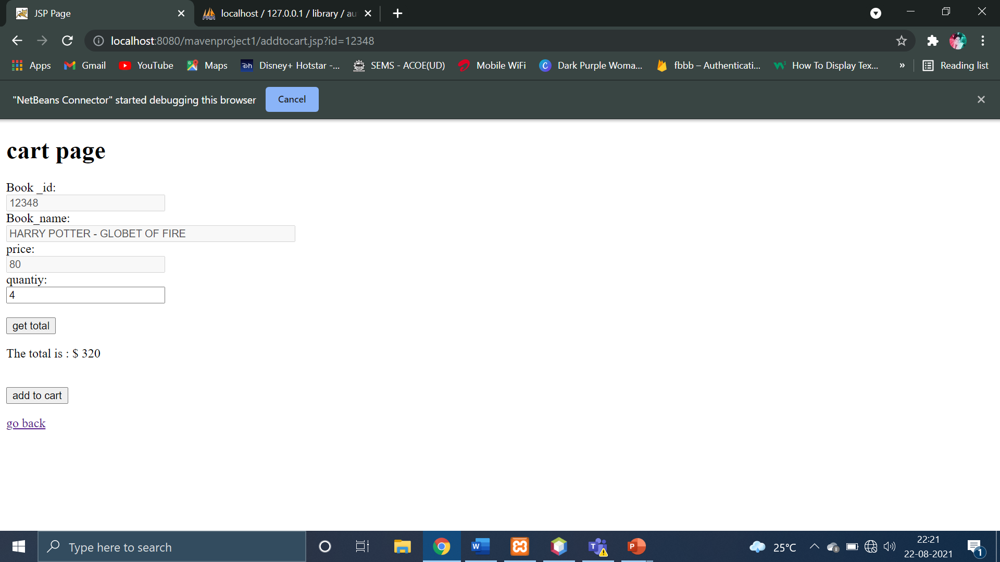 JSP Page
localhost / 127.0.0.1 / library / au
localhost:8080/mavenproject1/addtocart.jsp?id=12348
Apps Gmail YouTube Maps Disney+ Hotstar -... SEMS - ACOE(UD) Mobile WiFi Dark Purple Woma... fbbb – Authenticati... How To Display Tex... » Reading list
"NetBeans Connector" started debugging this browser Cancel
cart page
Book _id:
12348
Book_name:
HARRY POTTER - GLOBET OF FIRE
price:
80
quantiy:
4
get total
The total is : $ 320
add to cart
go back
Type here to search
25°C
22:21
22-08-2021
1